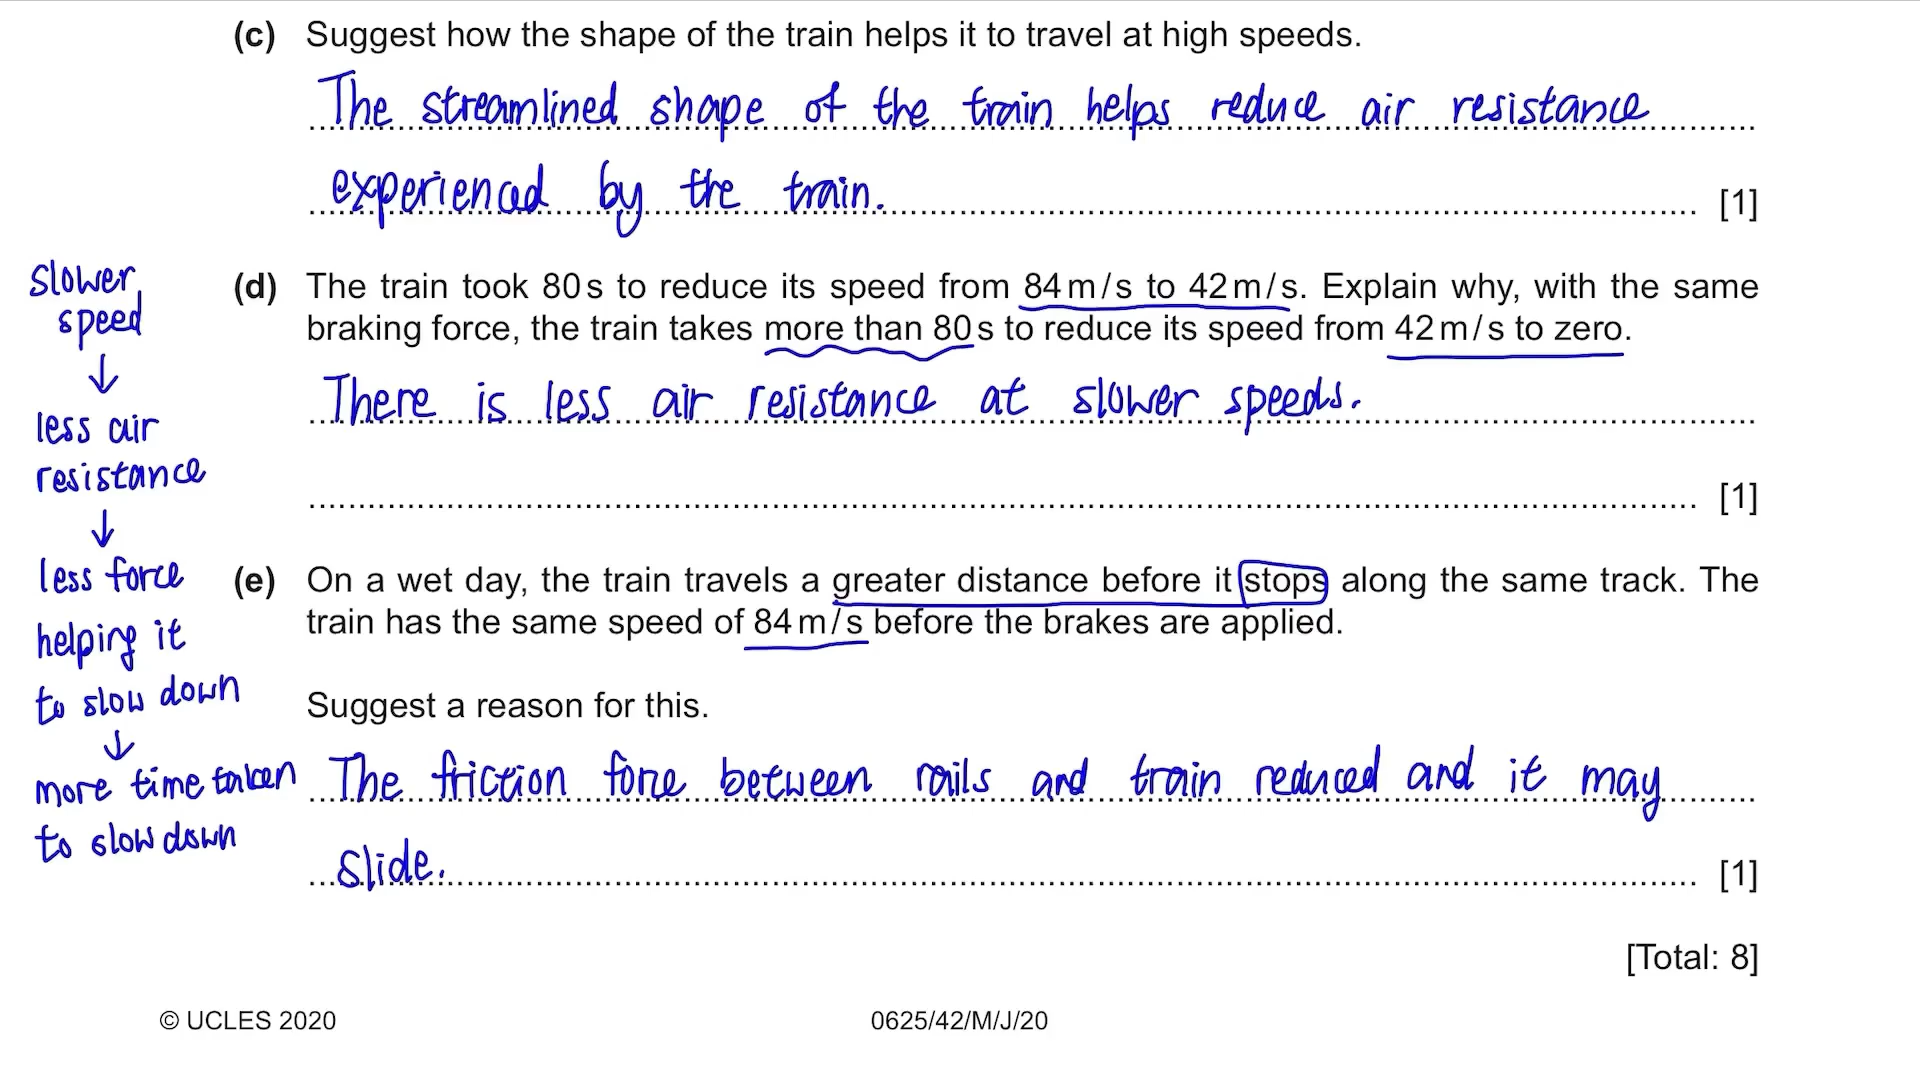 (c) Suggest how the shape of the train helps it to travel at high speeds.
The streamlined shape of the train helps reduce air resistance
experienced by the train.
[1]
(d) The train took 80 s to reduce its speed from 84 m/s to 42 m/s. Explain why, with the same
braking force, the train takes more than 80 s to reduce its speed from 42 m/s to zero.
There is less air resistance at slower speeds.
[1]
slower
speed
↓
less air
resistance
↓
less force
helping it
to slow down
↓
more time taken
to slow down
(e) On a wet day, the train travels a greater distance before it stops along the same track. The
train has the same speed of 84 m/s before the brakes are applied.
Suggest a reason for this.
The friction force between rails and train reduced and it may
slide.
[1]
[Total: 8]
© UCLES 2020
0625/42/M/J/20